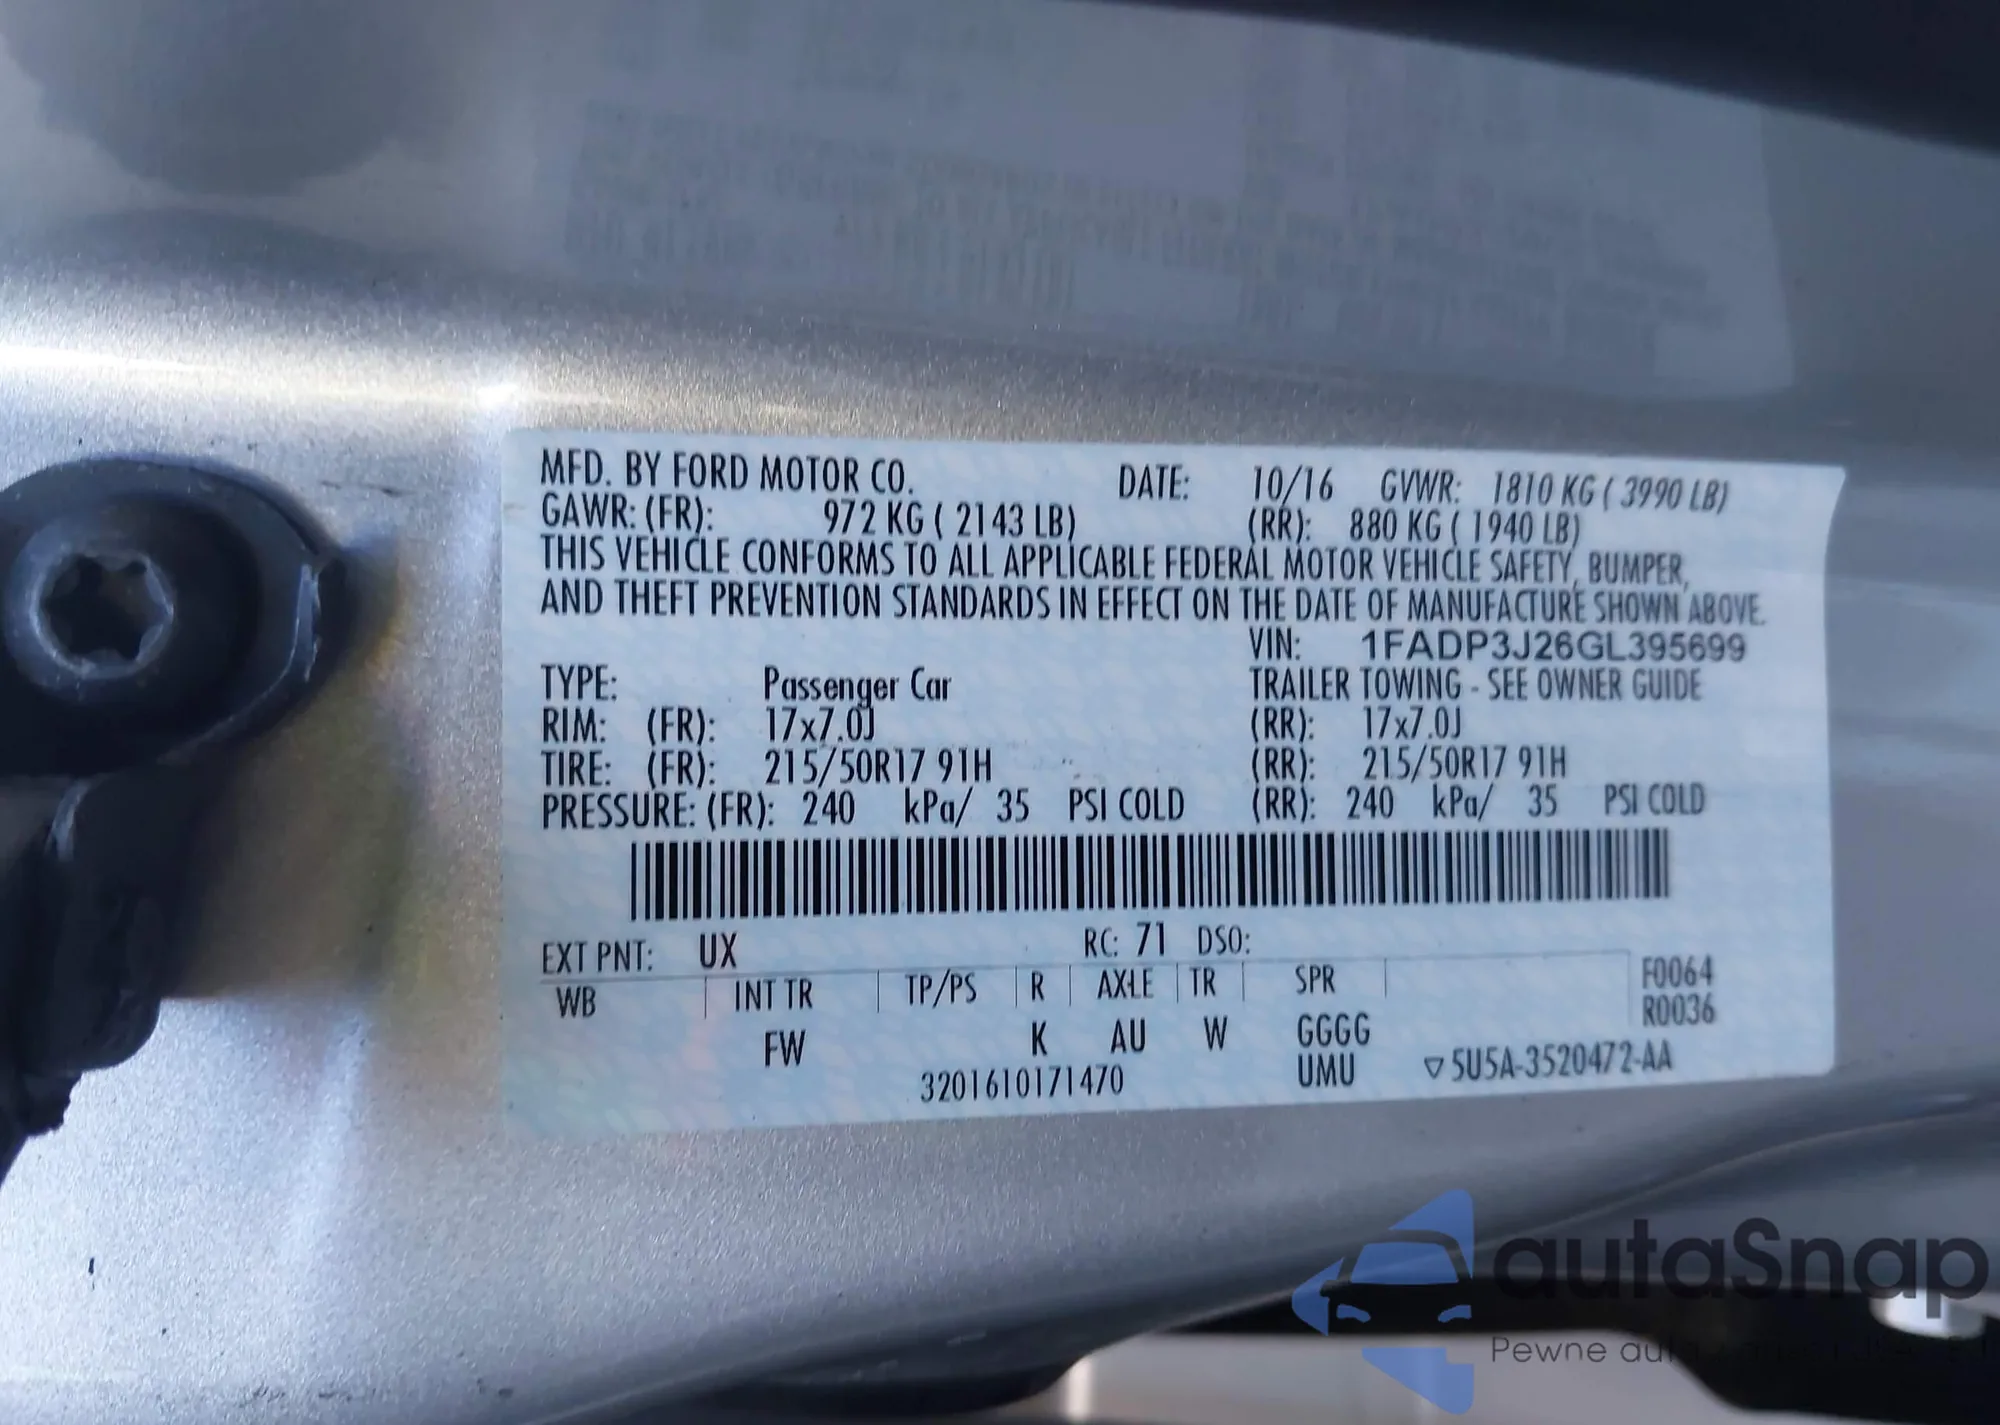 MFD. BY FORD MOTOR CO. DATE: 10/16 GVWR: 1810 KG ( 3990 LB)
GAWR: (FR): 972 KG ( 2143 LB) (RR): 880 KG ( 1940 LB)
THIS VEHICLE CONFORMS TO ALL APPLICABLE FEDERAL MOTOR VEHICLE SAFETY, BUMPER,
AND THEFT PREVENTION STANDARDS IN EFFECT ON THE DATE OF MANUFACTURE SHOWN ABOVE.
VIN: 1FADP3J26GL395699
TYPE: Passenger Car TRAILER TOWING - SEE OWNER GUIDE
RIM: (FR): 17x7.0J (RR): 17x7.0J
TIRE: (FR): 215/50R17 91H (RR): 215/50R17 91H
PRESSURE: (FR): 240 kPa/ 35 PSI COLD (RR): 240 kPa/ 35 PSI COLD
EXT PNT: UX RC: 71 DSO:
WB INT TR TP/PS R AXLE TR SPR F0064
R0036
FW K AU W GGGG
3201610171470 UMU ▽5U5A-3520472-AA
autaSnap
Pewne auta